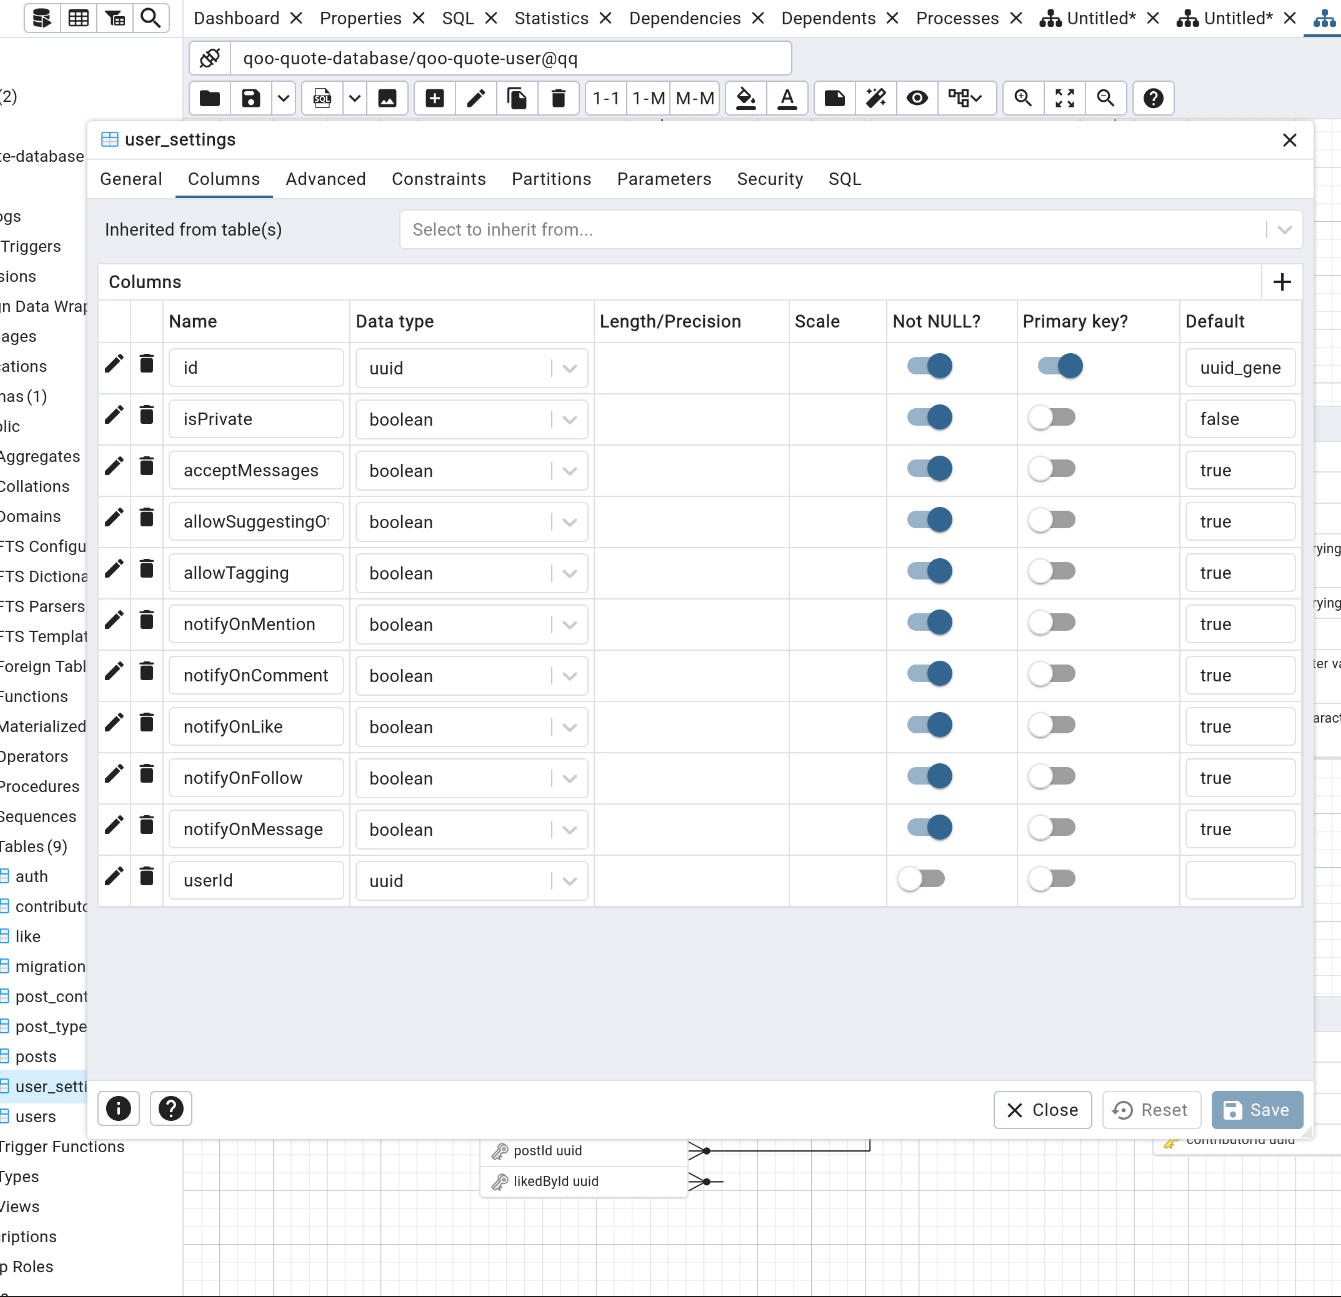 Dashboard Properties SQL Statistics Dependencies Dependents Processes Untitled* Untitled*
qoo-quote-database/qoo-quote-user@qq
SQL 1-1 1-M M-M A
(2)
te-database
ogs
Triggers
sions
n Data Wrap
ages
cations
nas (1)
blic
Aggregates
Collations
Domains
FTS Configu
FTS Dictiona
FTS Parsers
FTS Templat
Foreign Tabl
Functions
Materialized
Operators
Procedures
Sequences
Tables (9)
auth
contributo
like
migration
post_cont
post_type
posts
user_setti
users
Trigger Functions
Types
Views
criptions
p Roles
user_settings
General Columns Advanced Constraints Partitions Parameters Security SQL
Inherited from table(s) Select to inherit from...
Columns
Name Data type Length/Precision Scale Not NULL? Primary key? Default
id uuid uuid_gene
isPrivate boolean false
acceptMessages boolean true
allowSuggestingO boolean true
allowTagging boolean true
notifyOnMention boolean true
notifyOnComment boolean true
notifyOnLike boolean true
notifyOnFollow boolean true
notifyOnMessage boolean true
userId uuid
Close Reset Save
rying
rying
ter va
aract
postId uuid
likedById uuid
contributorId uuid